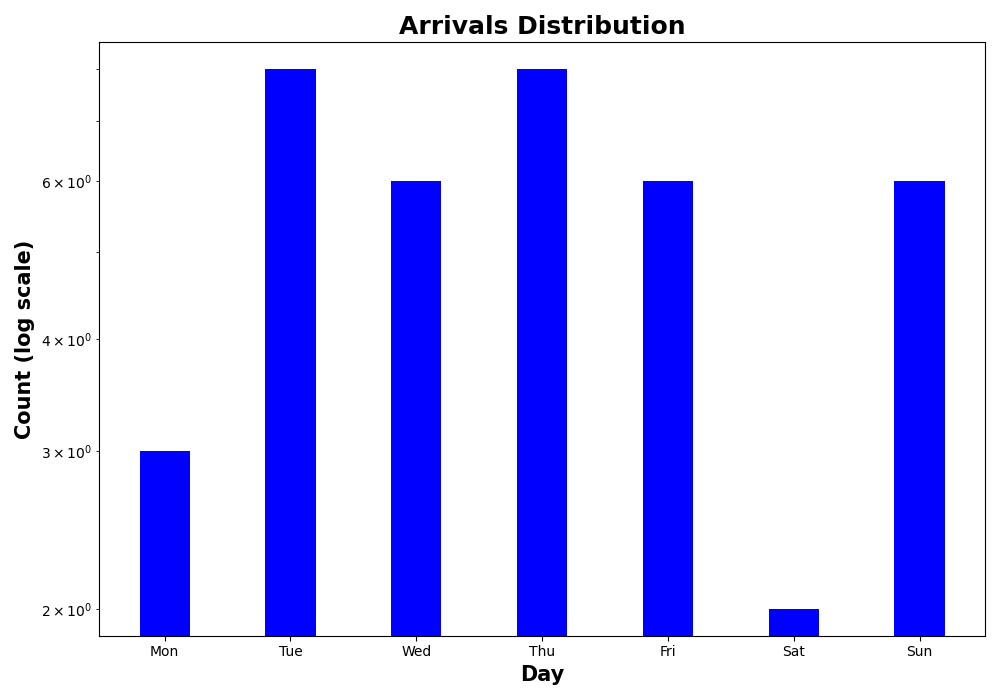 Arrivals Distribution
Count (log scale)
6 × 10⁰
4 × 10⁰
3 × 10⁰
2 × 10⁰
Mon Tue Wed Thu Fri Sat Sun
Day